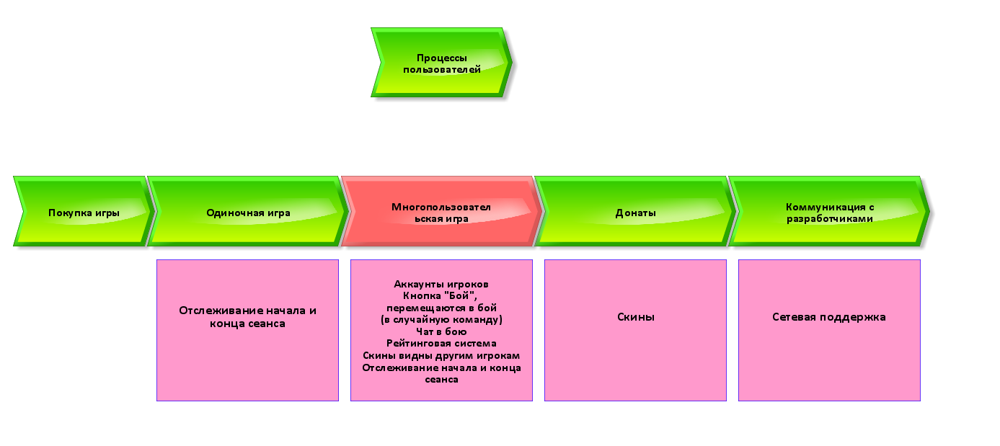 Процессы
пользователей
Покупка игры
Одиночная игра
Многопользовател
ьская игра
Донаты
Коммуникация с
разработчиками
Отслеживание начала и
конца сеанса
Аккаунты игроков
Кнопка "Бой",
перемещаются в бой
(в случайную команду)
Чат в бою
Рейтинговая система
Скины видны другим игрокам
Отслеживание начала и конца
сеанса
Скины
Сетевая поддержка